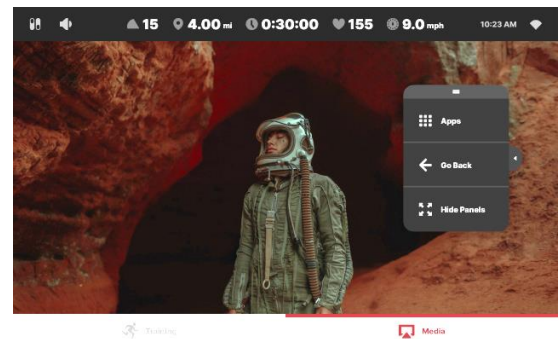 15 4.00 mi 0:30:00 155 9.0 mph 10:23 AM
Apps
Go Back
Hide Panels
Training Media